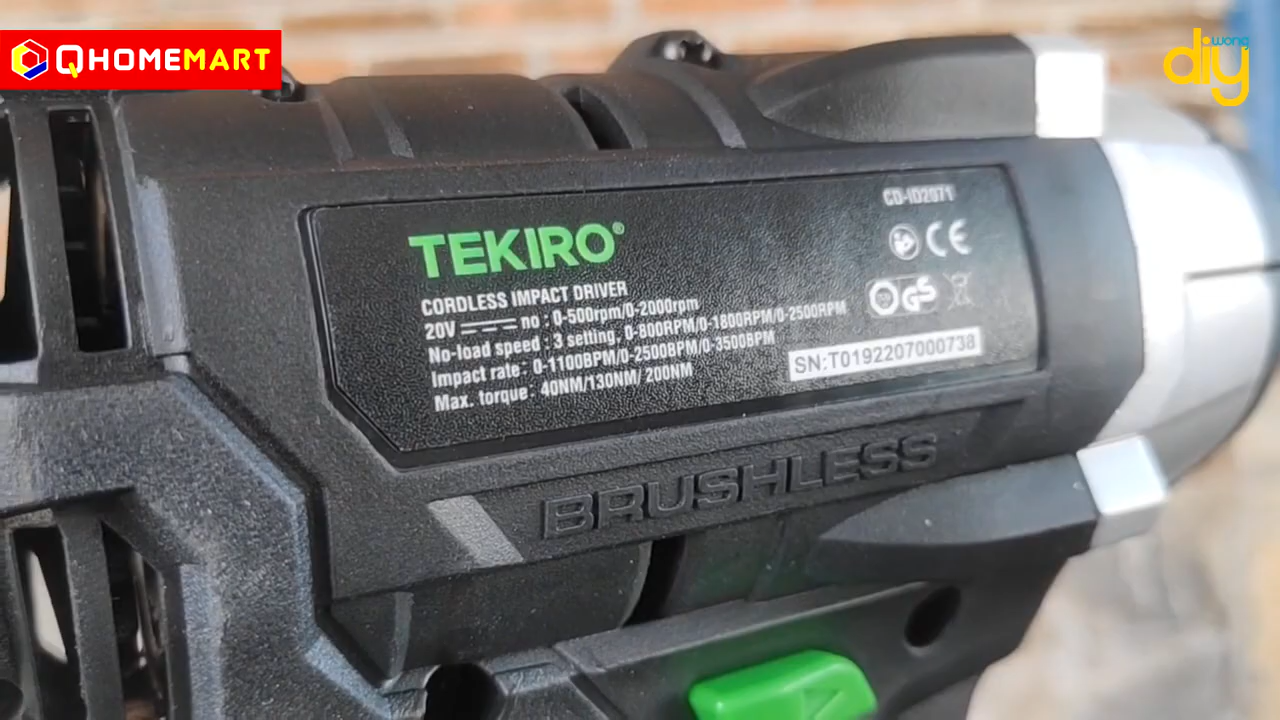 QHOMEMART
diy wong
TEKIRO®
CORDLESS IMPACT DRIVER
20V no : 0-500rpm/0-2000rpm
No-load speed : 3 setting, 0-800RPM/0-1800RPM/0-2500RPM
Impact rate: 0-1100BPM/0-2500BPM/0-3500BPM
Max. torque: 40NM/130NM/ 200NM
CD-ID2071
CE
GS
SN:T0192207000738
BRUSHLESS